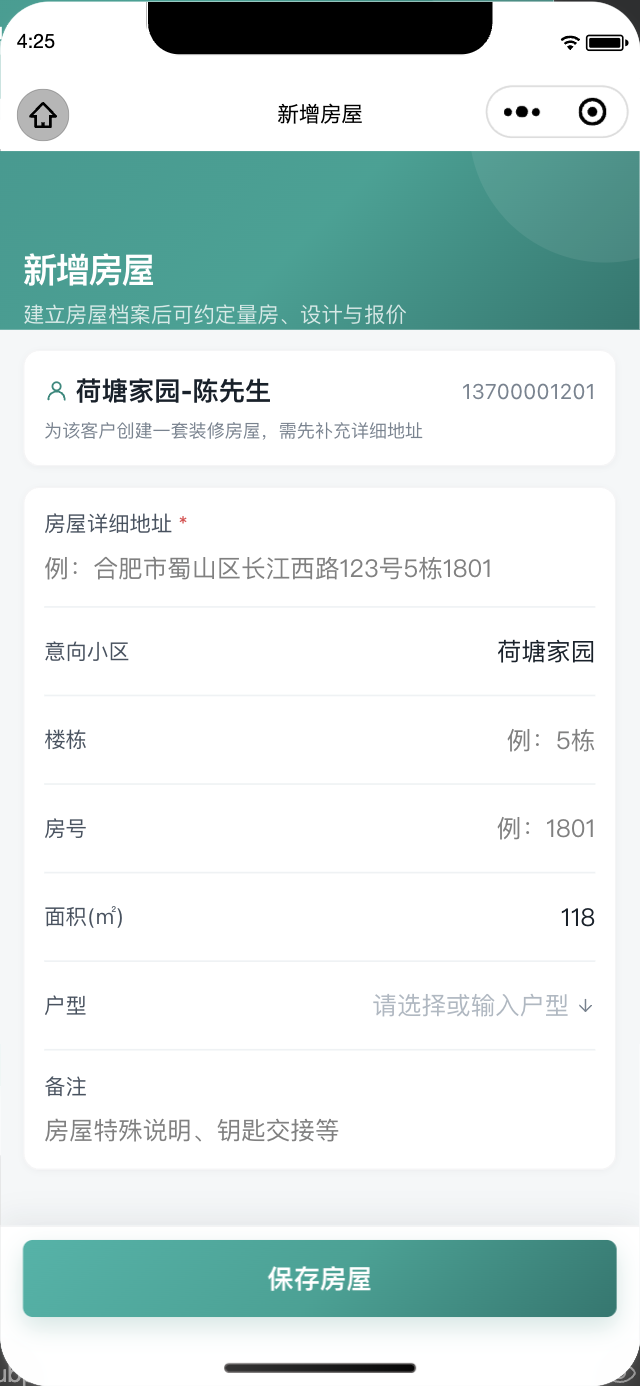 4:25
新增房屋
新增房屋
建立房屋档案后可约定量房、设计与报价
荷塘家园-陈先生 13700001201
为该客户创建一套装修房屋，需先补充详细地址
房屋详细地址 *
例：合肥市蜀山区长江西路123号5栋1801
意向小区 荷塘家园
楼栋 例：5栋
房号 例：1801
面积(㎡) 118
户型 请选择或输入户型 ↓
备注
房屋特殊说明、钥匙交接等
保存房屋